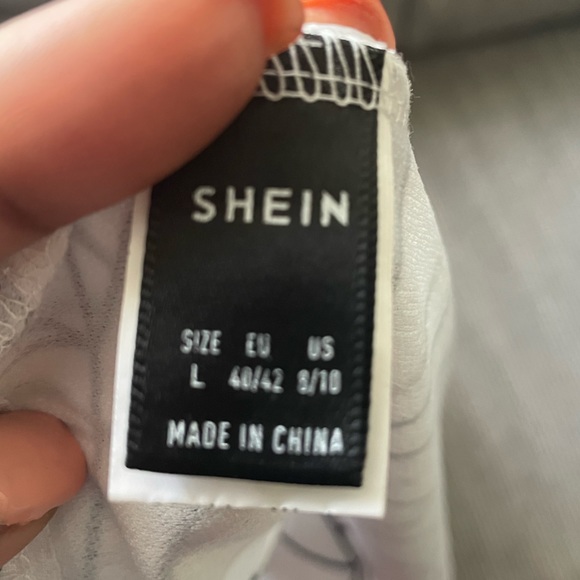 SHEIN
SIZE EU US
L 40/42 8/10
MADE IN CHINA